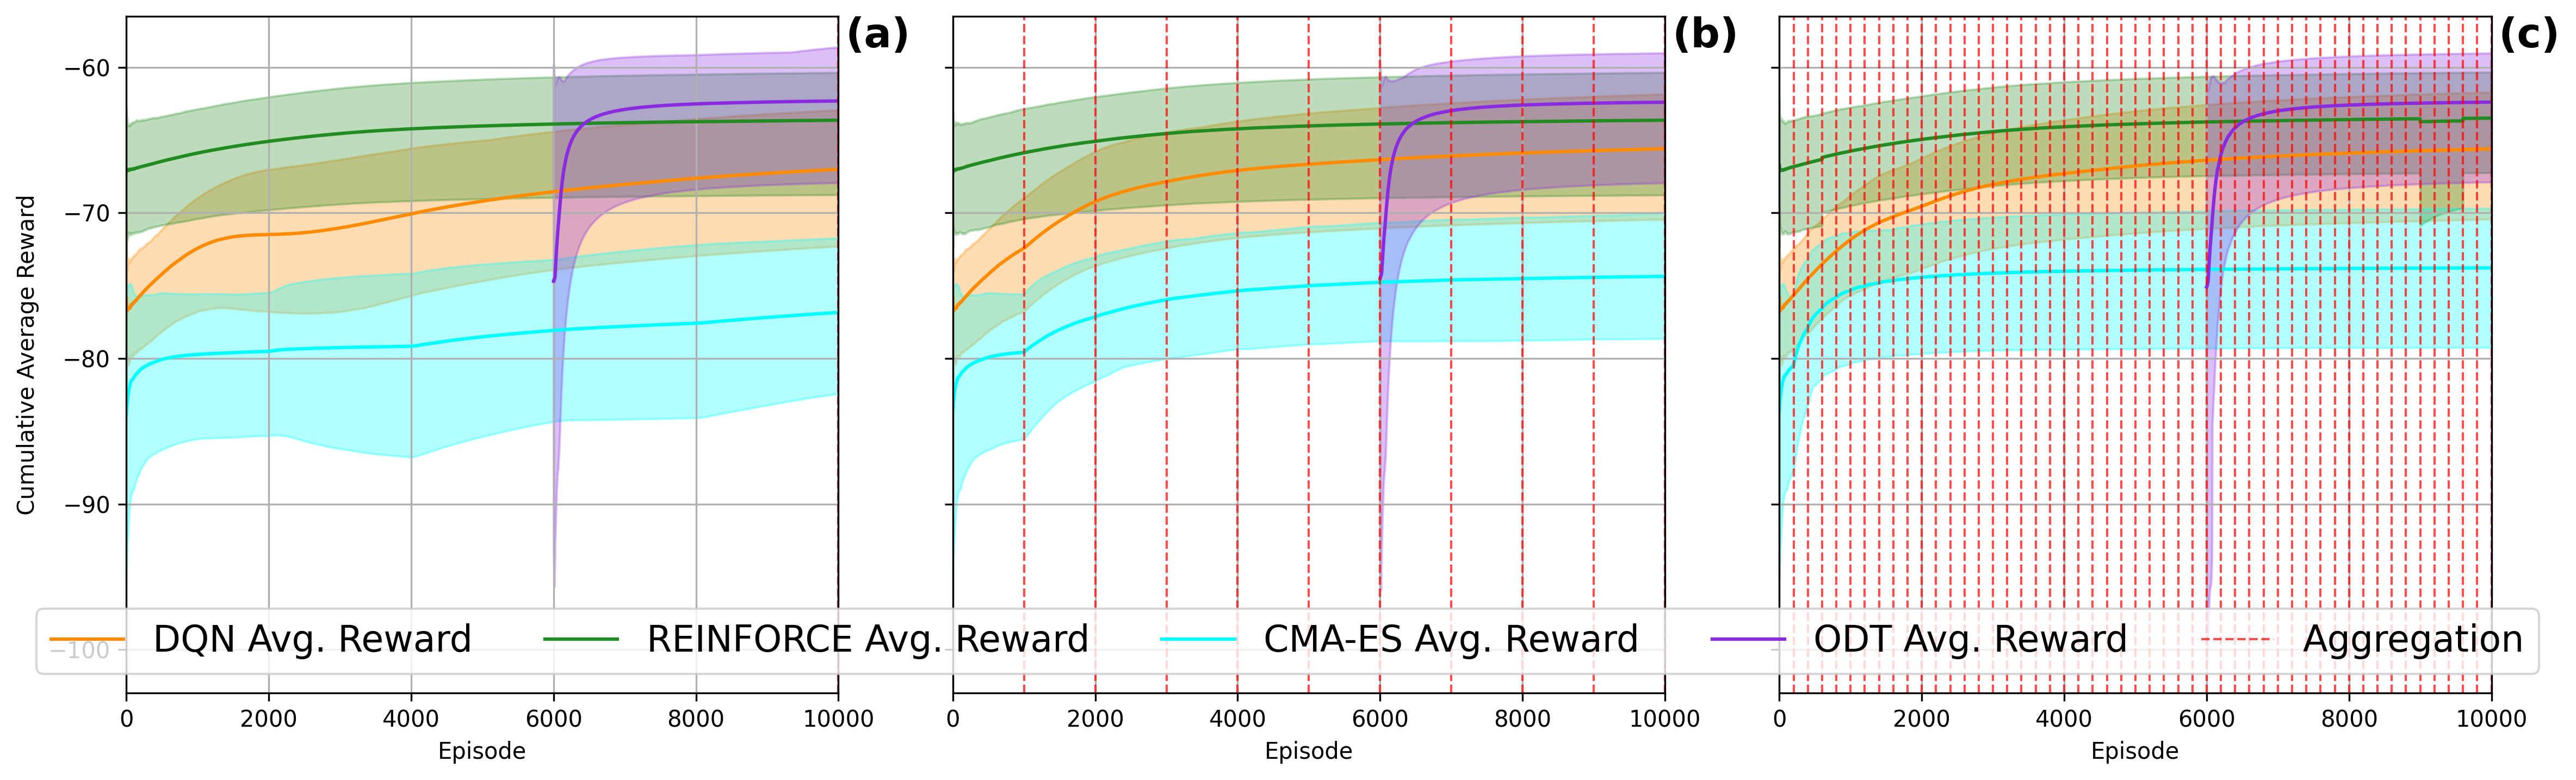 (a)
(b)
(c)
Cumulative Average Reward
−60
−70
−80
−90
−100
DQN Avg. Reward REINFORCE Avg. Reward CMA-ES Avg. Reward ODT Avg. Reward Aggregation
0 2000 4000 6000 8000 10000
0 2000 4000 6000 8000 10000
0 2000 4000 6000 8000 10000
Episode
Episode
Episode